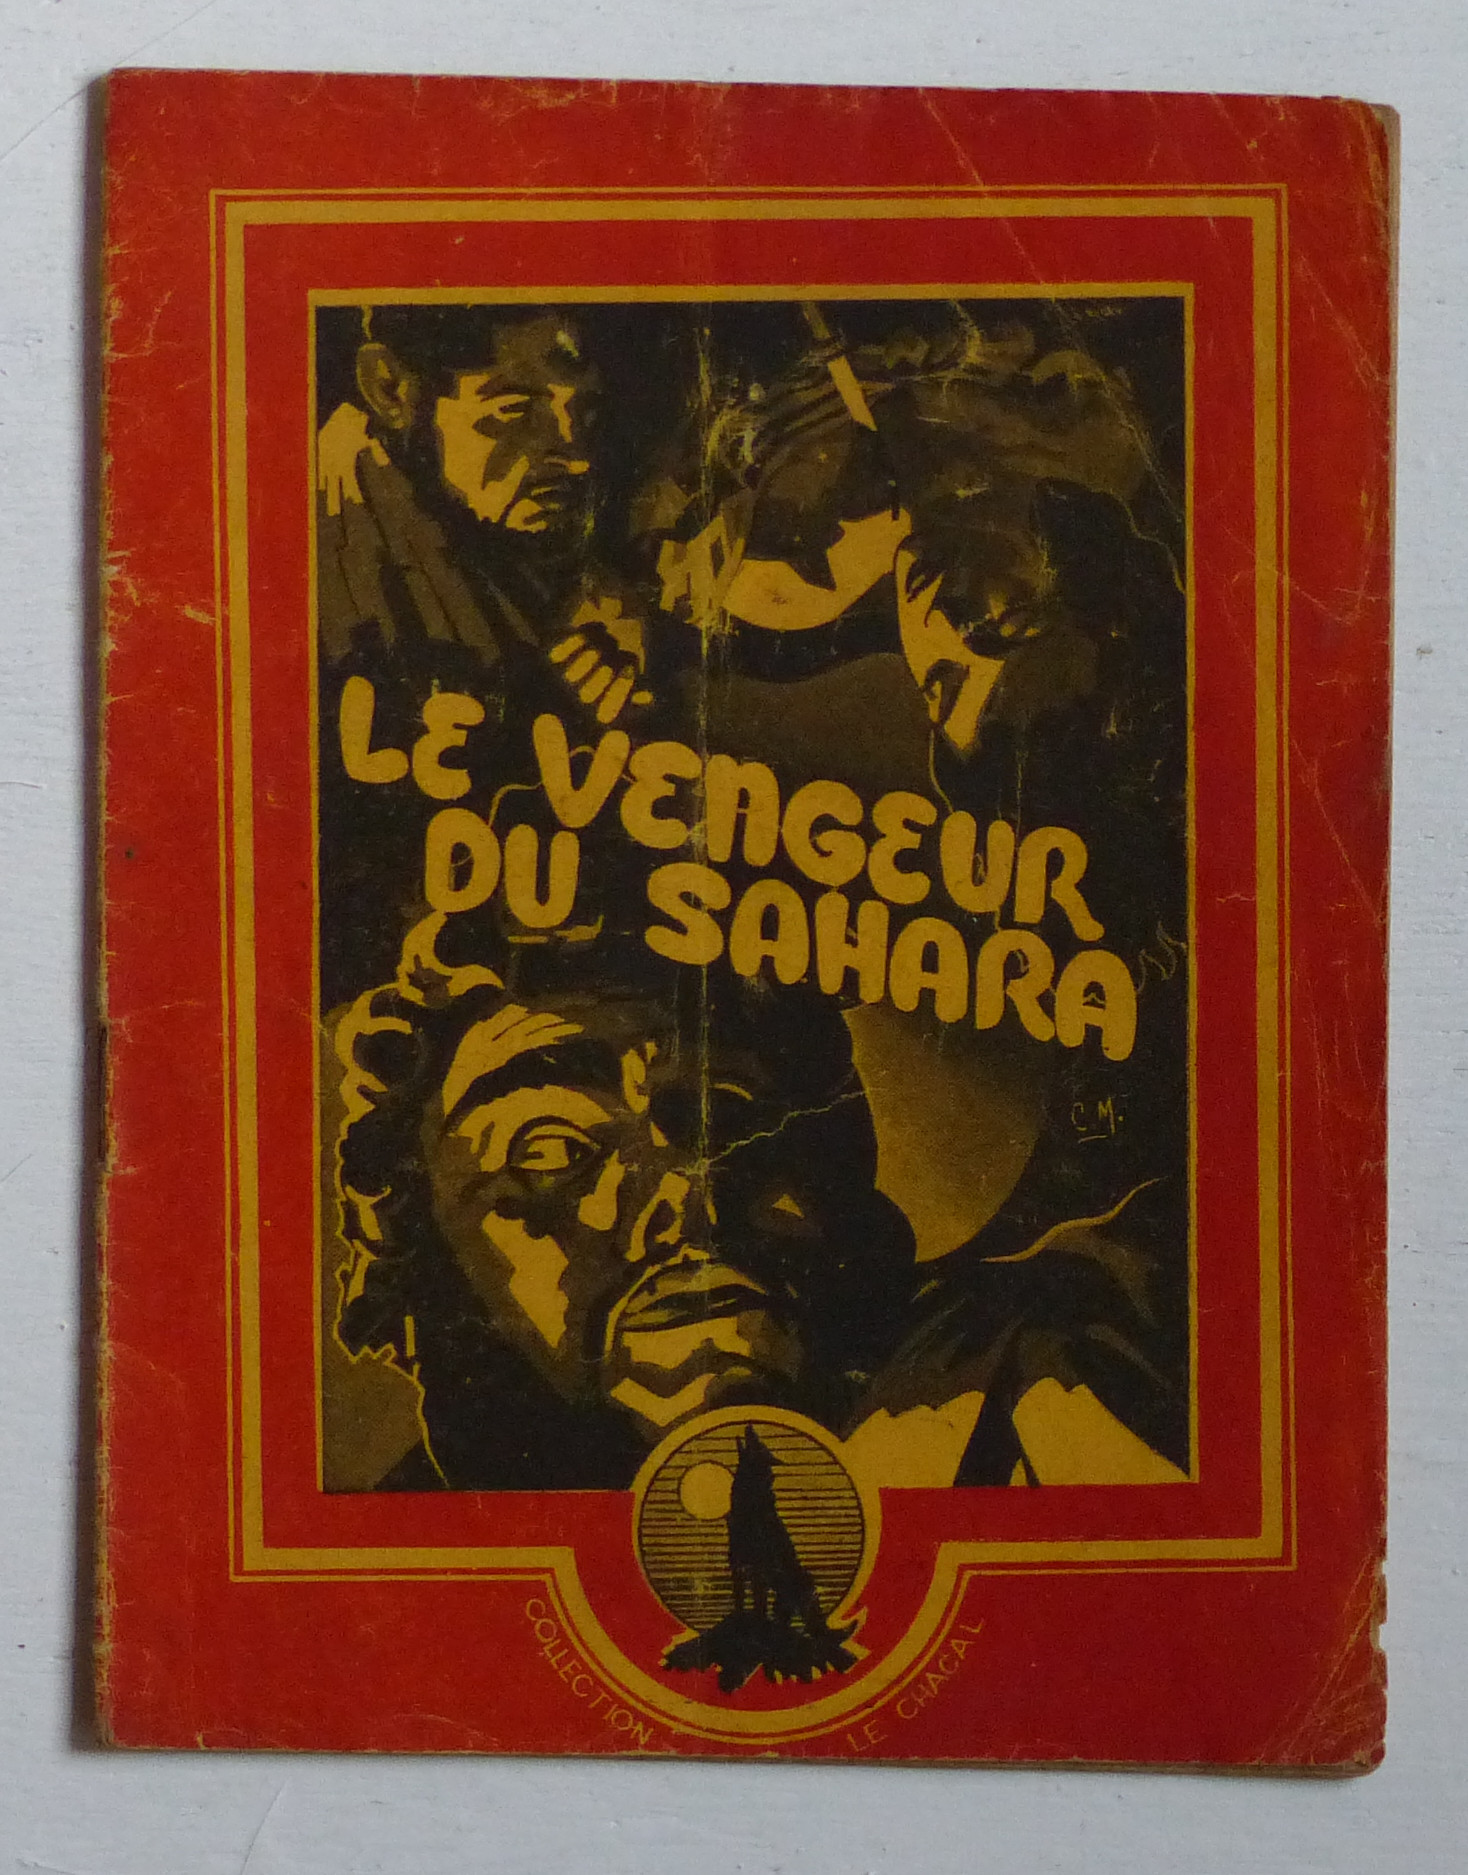 LE VENGEUR
DU SAHARA
C.M.
COLLECTION LE CHACAL